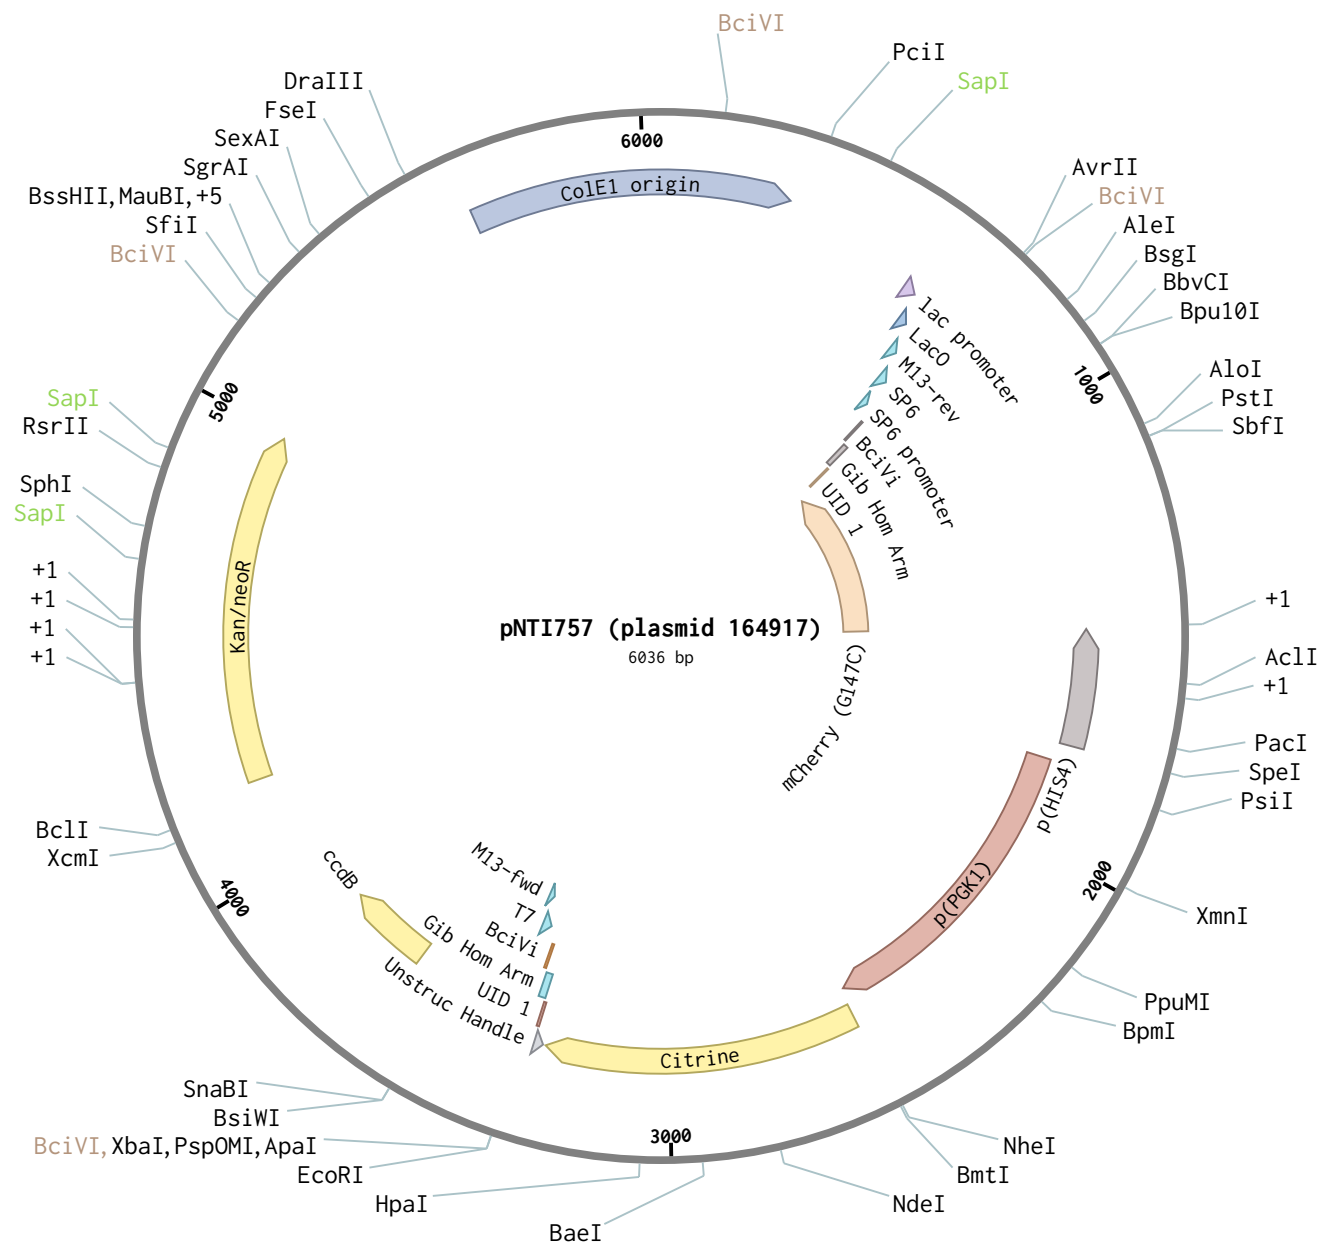 BciVI
PciI
SapI
DraIII
FseI
SexAI
SgrAI
BssHII,MauBI,+5
SfiI
BciVI
6000
ColE1 origin
AvrII
BciVI
AleI
BsgI
BbvCI
Bpu10I
lac promoter
LacO
M13-rev
SP6
SP6 promoter
BciVi
Gib Hom Arm
UID 1
1000
AloI
PstI
SbfI
5000
SapI
RsrII
SphI
SapI
+1
+1
+1
+1
Kan/neoR
pNTI757 (plasmid 164917)
6036 bp
mCherry (G147C)
+1
AclI
+1
PacI
SpeI
PsiI
p(HIS4)
p(PGK1)
2000
XmnI
PpuMI
BpmI
BclI
XcmI
4000
ccdB
M13-fwd
T7
BciVi
Gib Hom Arm
UID 1
Unstruc Handle
Citrine
3000
SnaBI
BsiWI
BciVI,XbaI,PspOMI,ApaI
EcoRI
HpaI
BaeI
NdeI
BmtI
NheI